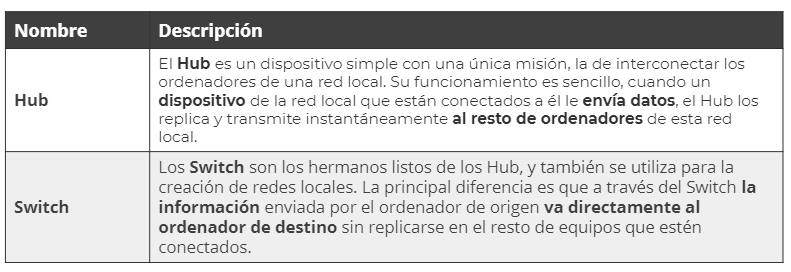 Nombre Descripción
El Hub es un dispositivo simple con una única misión, la de interconectar los
ordenadores de una red local. Su funcionamiento es sencillo, cuando un
Hub dispositivo de la red local que están conectados a él le envía datos, el Hub los
replica y transmite instantáneamente al resto de ordenadores de esta red
local.
Los Switch son los hermanos listos de los Hub, y también se utiliza para la
creación de redes locales. La principal diferencia es que a través del Switch la
Switch información enviada por el ordenador de origen va directamente al
ordenador de destino sin replicarse en el resto de equipos que estén
conectados.